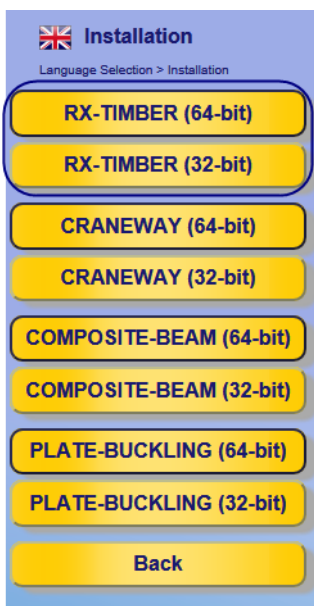 Installation
Language Selection > Installation
RX-TIMBER (64-bit)
RX-TIMBER (32-bit)
CRANEWAY (64-bit)
CRANEWAY (32-bit)
COMPOSITE-BEAM (64-bit)
COMPOSITE-BEAM (32-bit)
PLATE-BUCKLING (64-bit)
PLATE-BUCKLING (32-bit)
Back